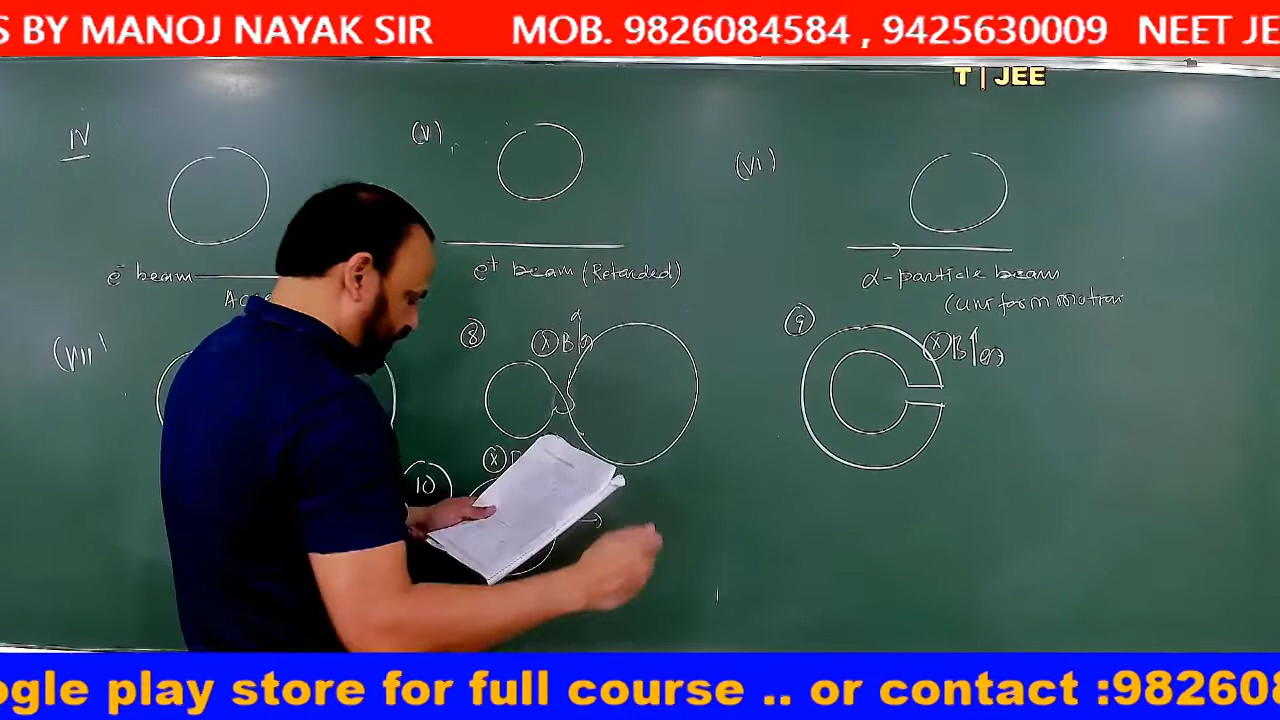 S BY MANOJ NAYAK SIR MOB. 9826084584 , 9425630009 NEET JE
T | JEE
IV
(V)
(vi)
e⁻ beam
e⁺ beam (Retarded)
α-particle beam
(uniform motion
(VII
8
(X) B↑
9
(X) B↑
10
(X)
ogle play store for full course .. or contact :98260